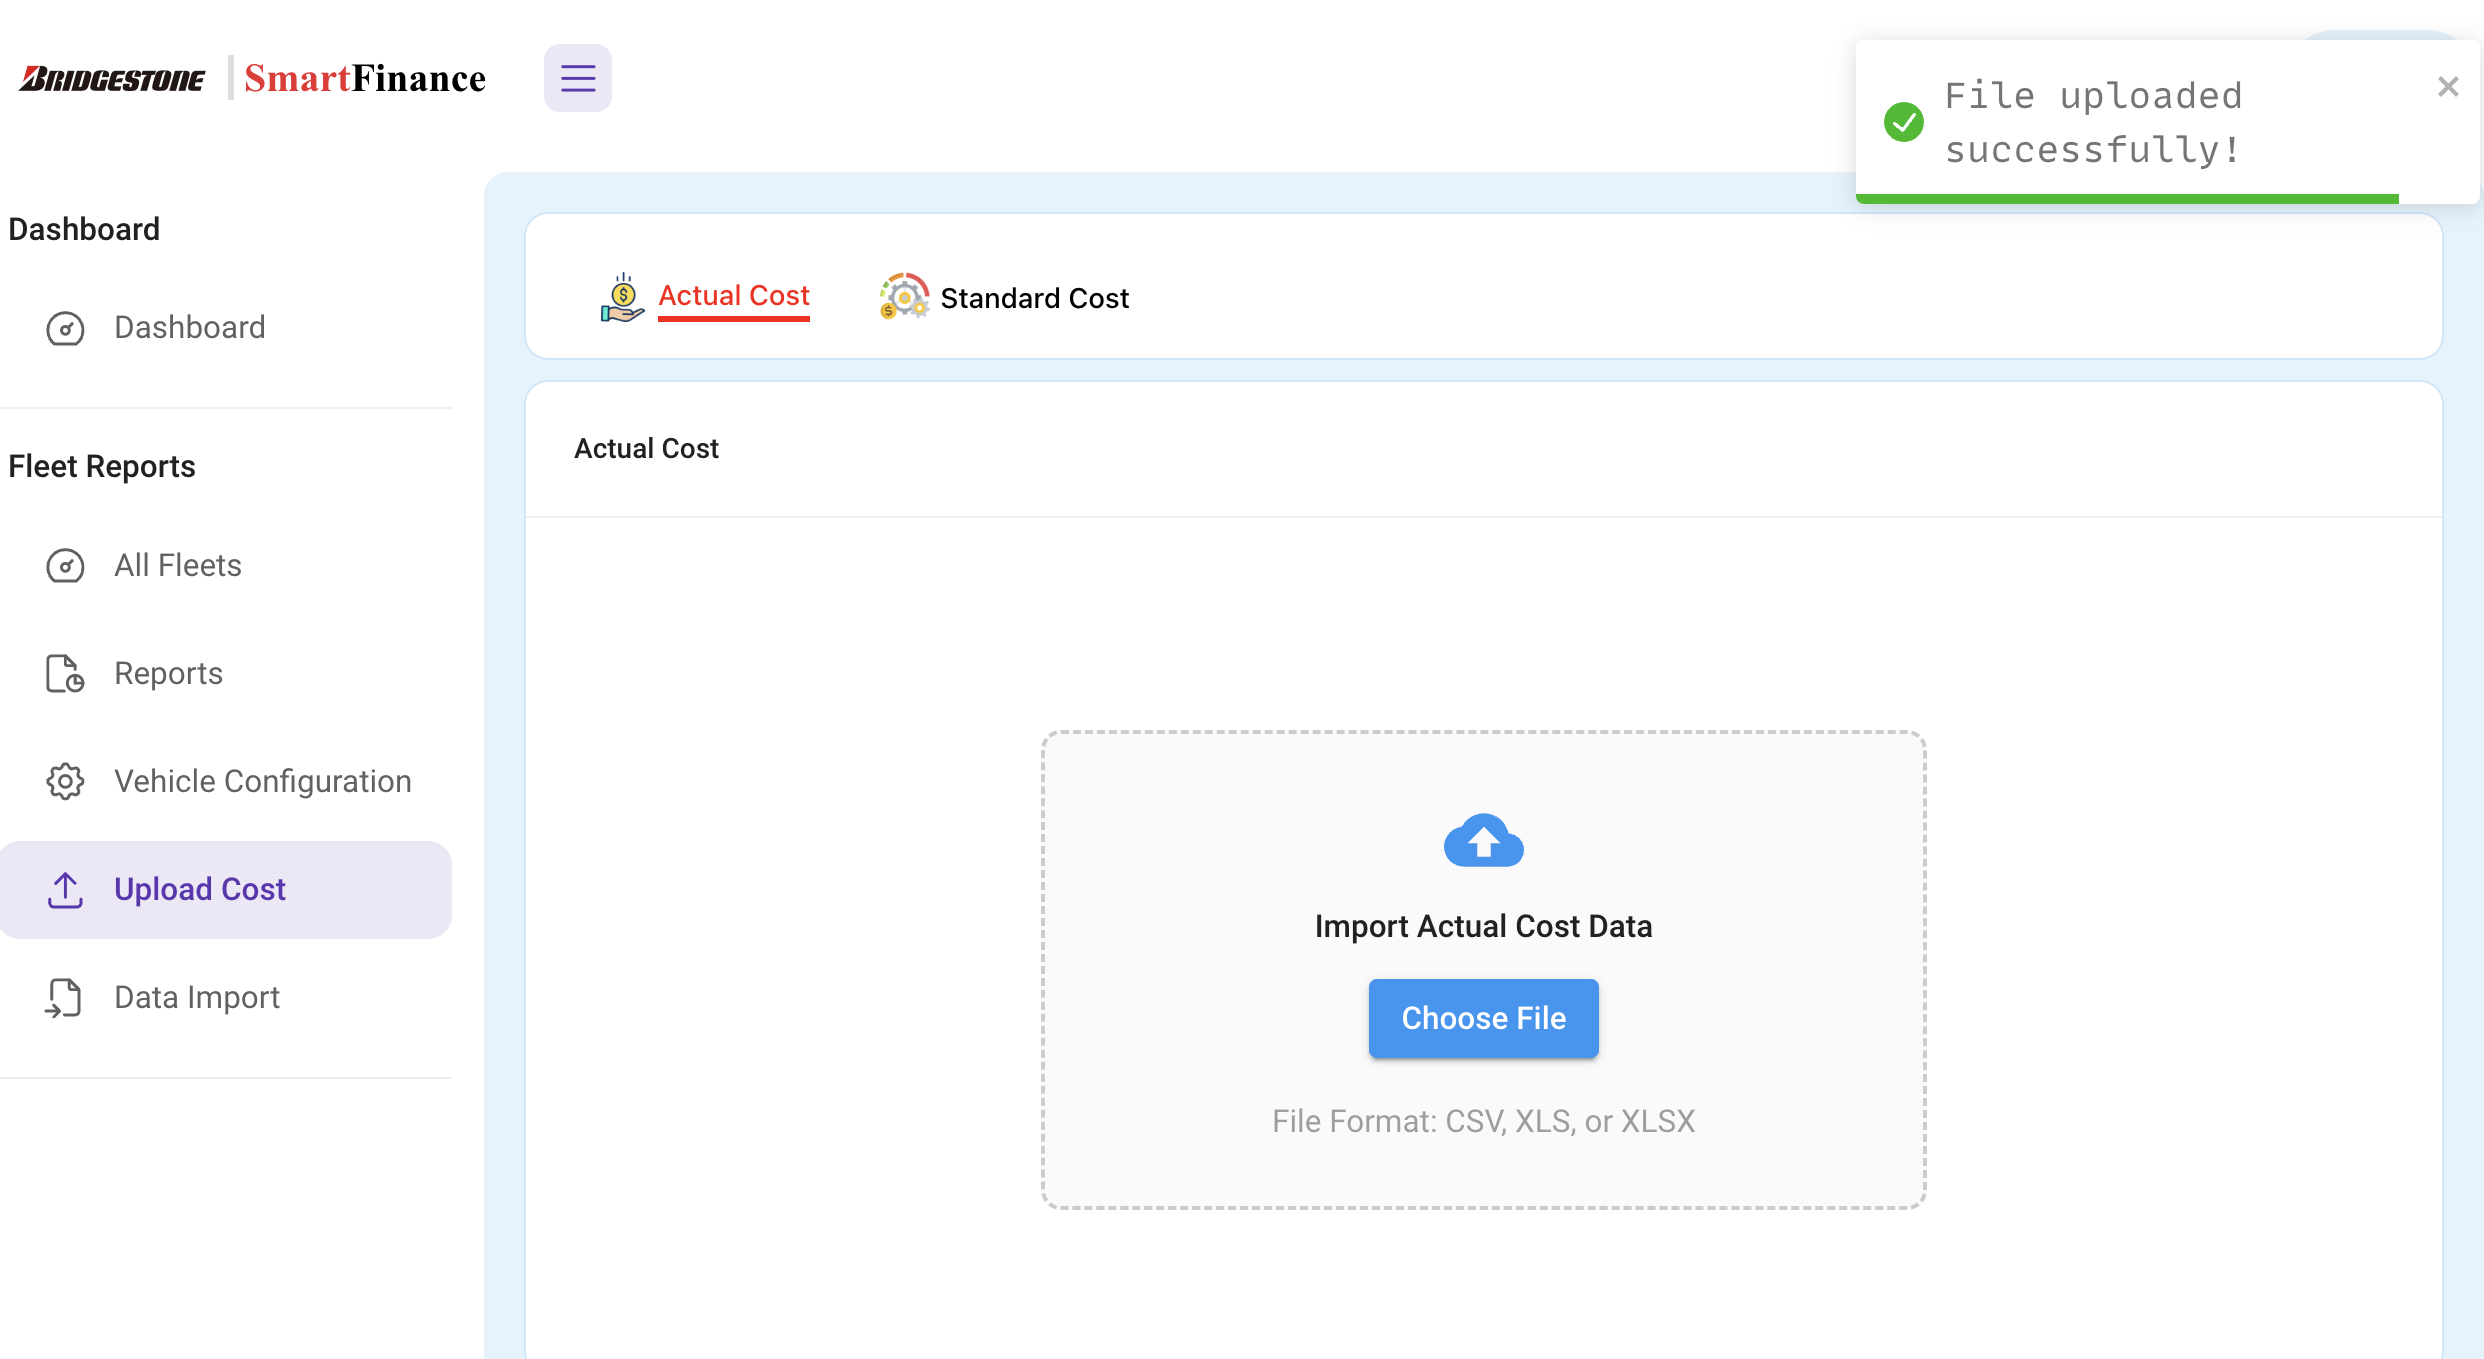 BRIDGESTONE
SmartFinance
File uploaded
successfully!
Dashboard
Dashboard
Fleet Reports
All Fleets
Reports
Vehicle Configuration
Upload Cost
Data Import
Actual Cost
Standard Cost
Actual Cost
Import Actual Cost Data
Choose File
File Format: CSV, XLS, or XLSX